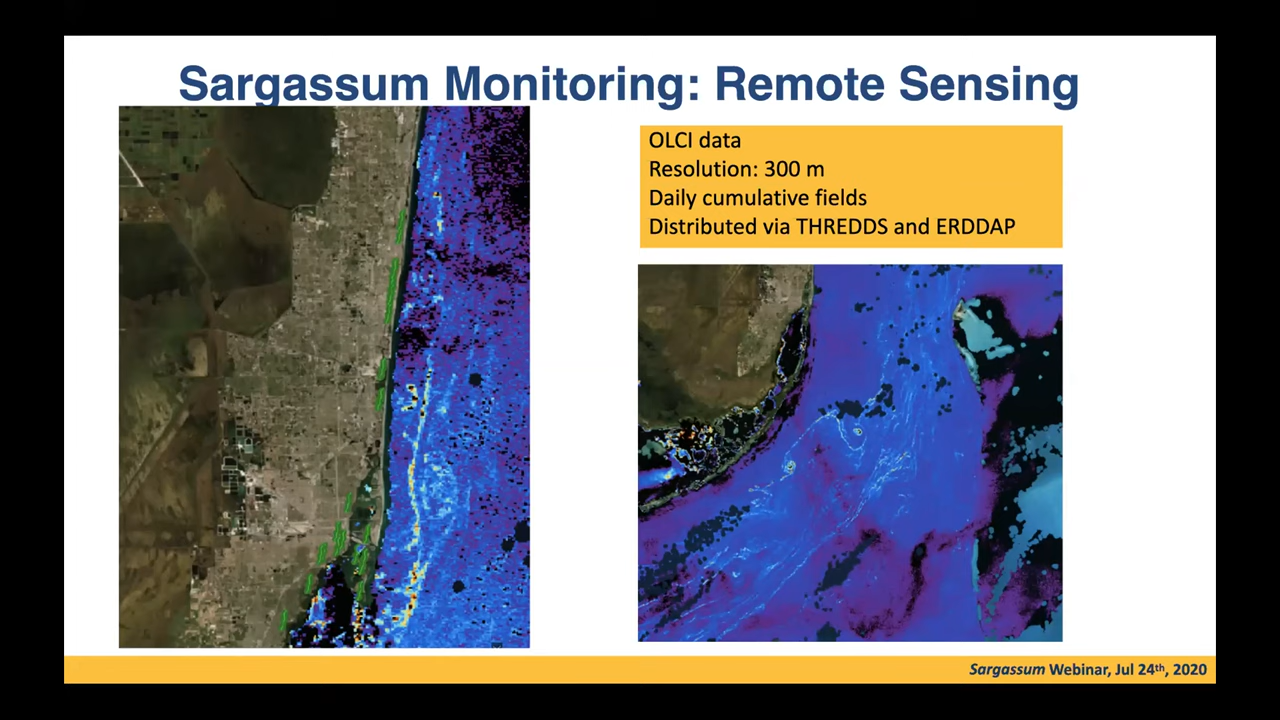 Sargassum Monitoring: Remote Sensing
OLCI data
Resolution: 300 m
Daily cumulative fields
Distributed via THREDDS and ERDDAP
Sargassum Webinar, Jul 24th, 2020